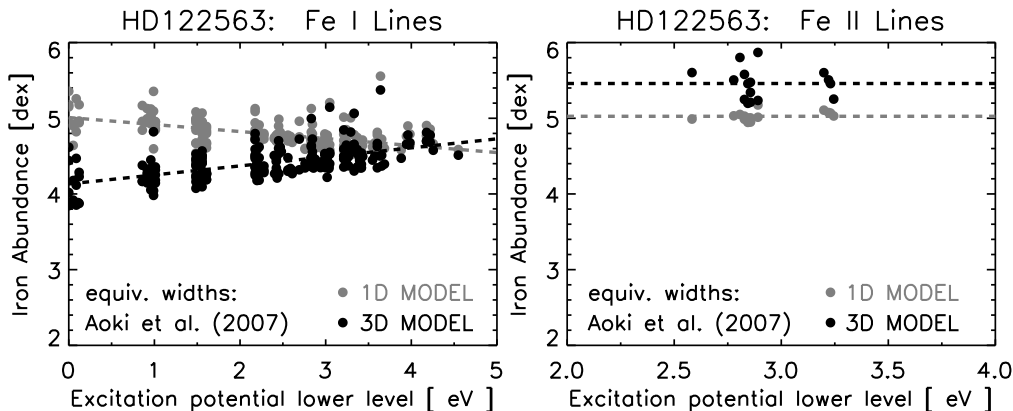 HD122563: Fe I Lines
6
5
4
3
2
Iron Abundance [dex]
equiv. widths:
Aoki et al. (2007)
1D MODEL
3D MODEL
0 1 2 3 4 5
Excitation potential lower level [ eV]
HD122563: Fe II Lines
6
5
4
3
2
Iron Abundance [dex]
equiv. widths:
Aoki et al. (2007)
1D MODEL
3D MODEL
2.0 2.5 3.0 3.5 4.0
Excitation potential lower level [ eV]